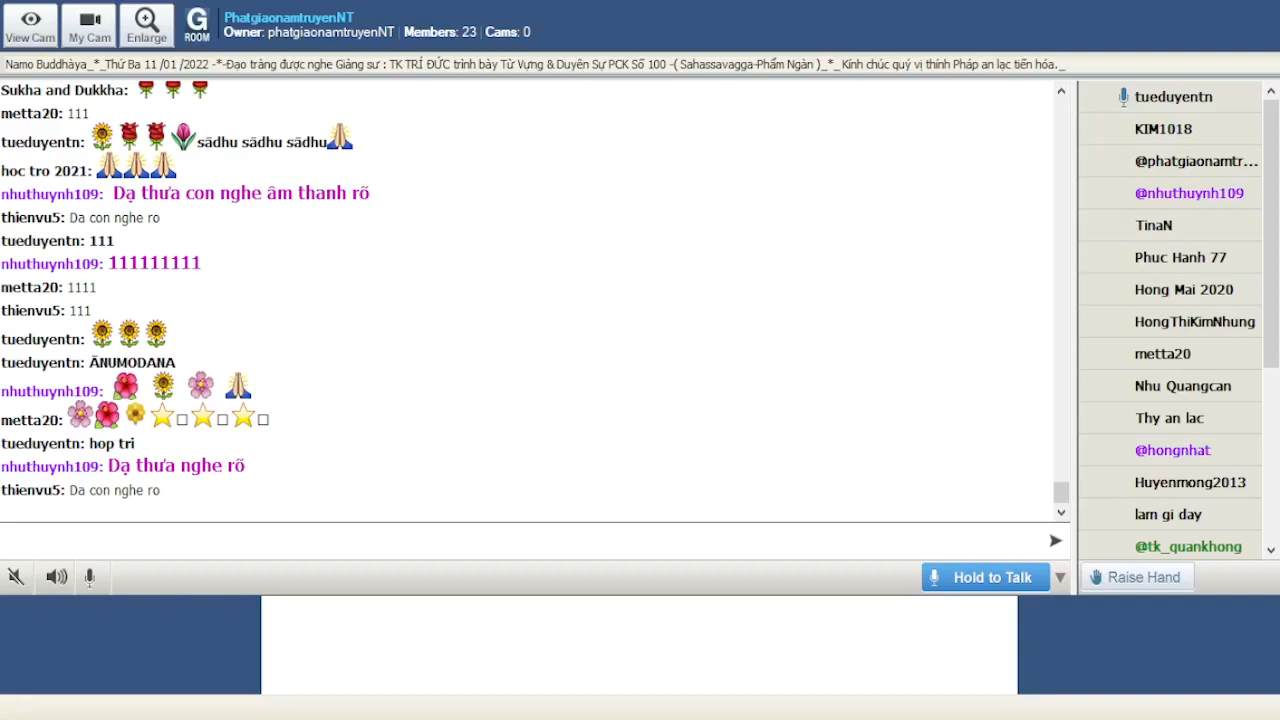 View Cam
My Cam
Enlarge
G
ROOM
PhatgiaonamtruyenNT
Owner: phatgiaonamtruyenNT | Members: 23 | Cams: 0
Namo Buddhàya_*_Thứ Ba 11 /01 /2022 -*-Đạo tràng được nghe Giảng sư : TK TRÍ ĐỨC trình bày Từ Vựng & Duyên Sự PCK Số 100 -( Sahassavagga-Phẩm Ngàn )_*_ Kính chúc quý vị thính Pháp an lạc tiến hóa._
Sukha and Dukkha:
metta20: 111
tueduyentn: sādhu sādhu sādhu
hoc tro 2021:
nhuthuynh109: Dạ thưa con nghe âm thanh rõ
thienvu5: Da con nghe ro
tueduyentn: 111
nhuthuynh109: 111111111
metta20: 1111
thienvu5: 111
tueduyentn:
tueduyentn: ĀNUMODANA
nhuthuynh109:
metta20:
tueduyentn: hop tri
nhuthuynh109: Dạ thưa nghe rõ
thienvu5: Da con nghe ro
Hold to Talk
tueduyentn
KIM1018
@phatgiaonamtr...
@nhuthuynh109
TinaN
Phuc Hanh 77
Hong Mai 2020
HongThiKimNhung
metta20
Nhu Quangcan
Thy an lac
@hongnhat
Huyenmong2013
lam gi day
@tk_quankhong
Raise Hand